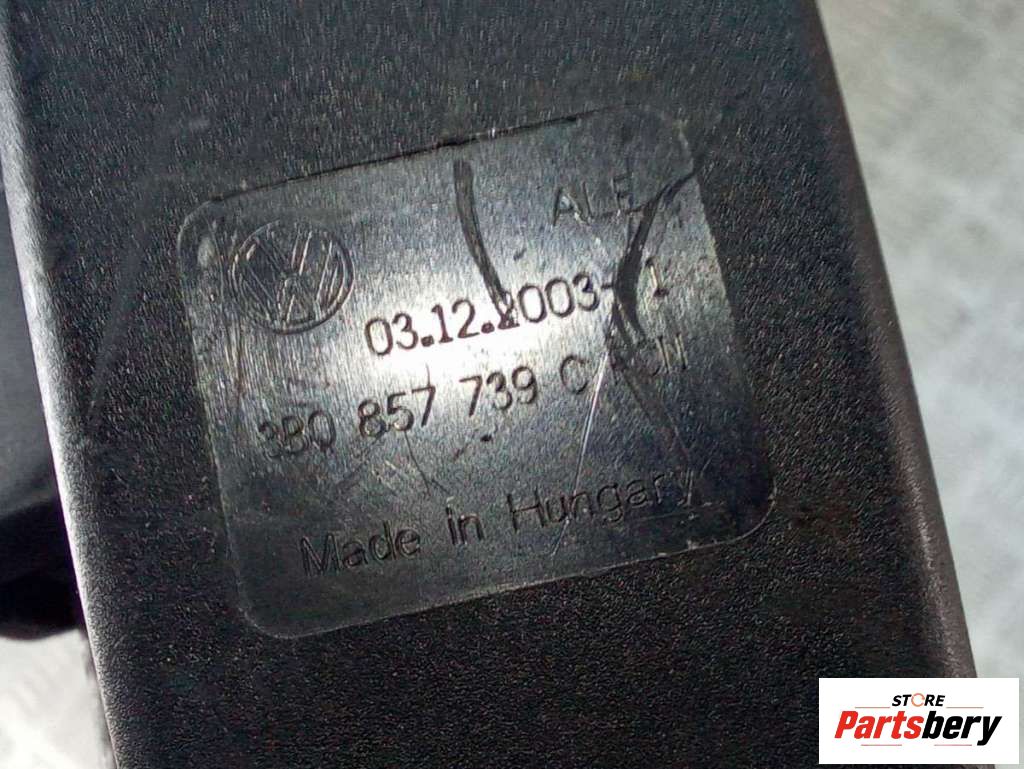 ALE
03.12.2003-
3B0 857 739 C
Made in Hungary
STORE
Partsbery